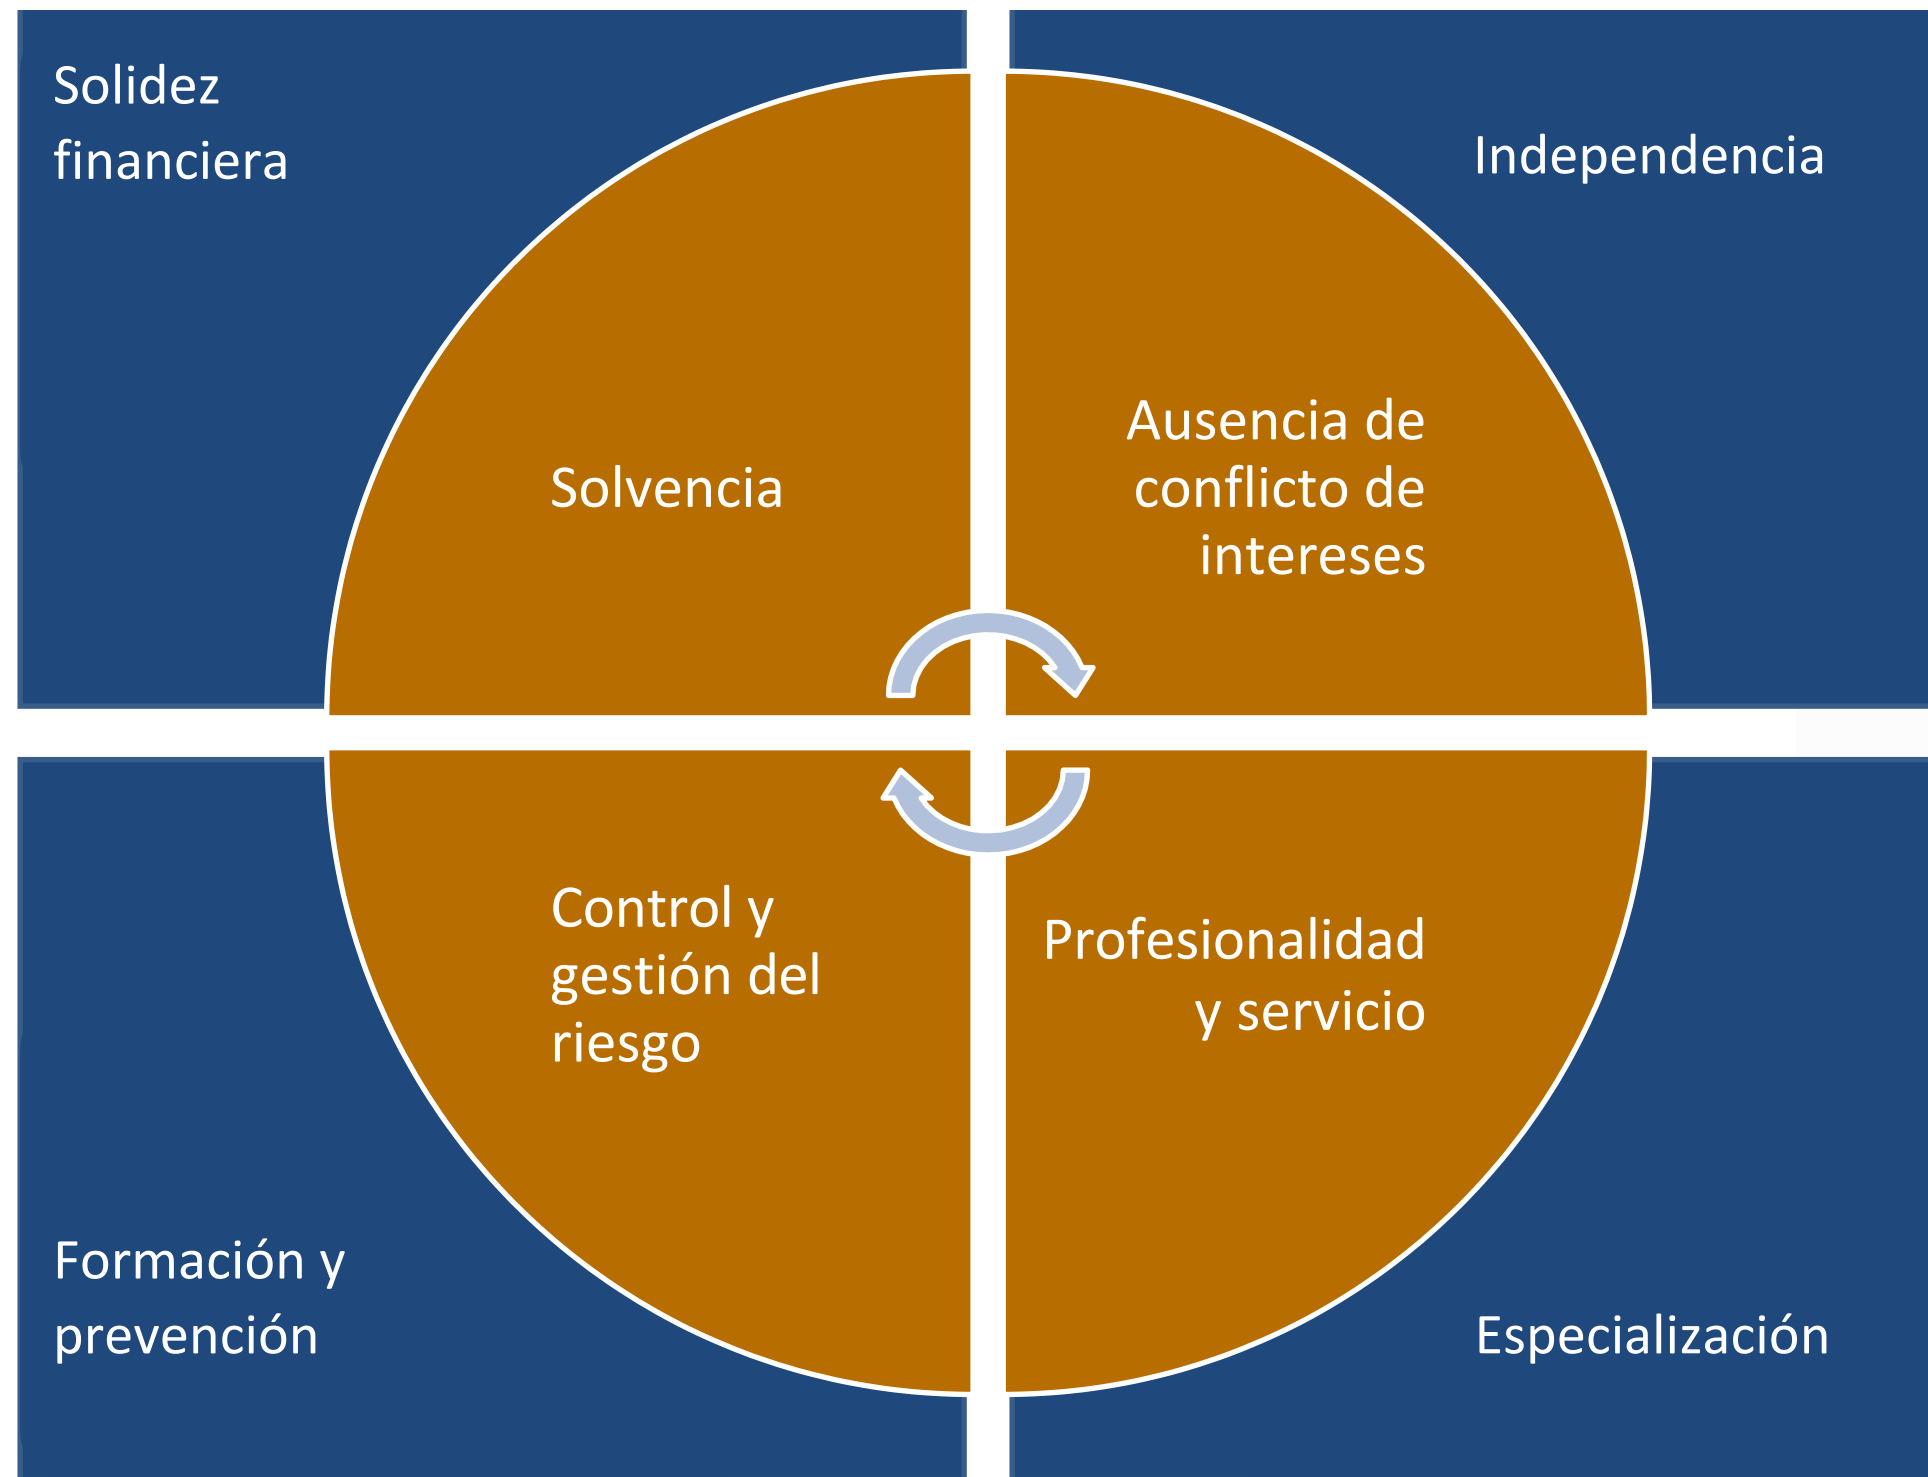 Solidez
financiera
Independencia
Solvencia
Ausencia de
conflicto de
intereses
Control y
gestión del
riesgo
Profesionalidad
y servicio
Formación y
prevención
Especialización